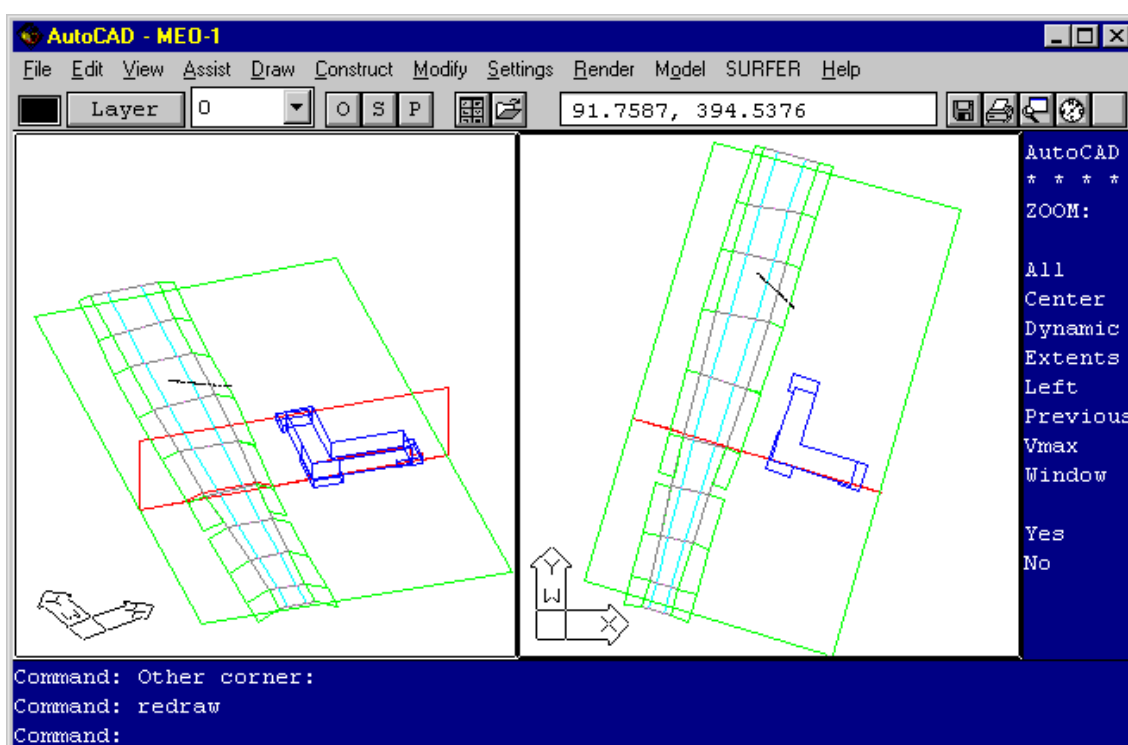 AutoCAD - MEO-1
File Edit View Assist Draw Construct Modify Settings Render Model SURFER Help
Layer 0 O S P 91.7587, 394.5376
AutoCAD
* * * *
ZOOM:
All
Center
Dynamic
Extents
Left
Previous
Vmax
Window
Yes
No
Y
W
X
Command: Other corner:
Command: redraw
Command: